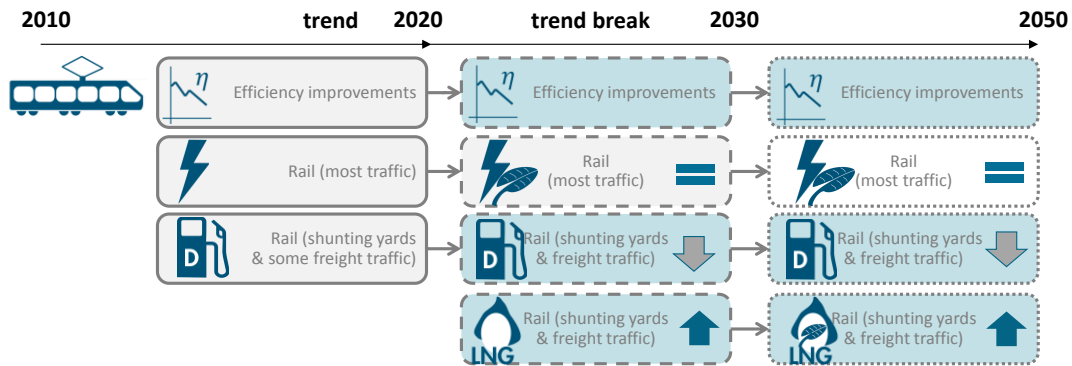 2010 trend 2020 trend break 2030 2050
η Efficiency improvements η Efficiency improvements η Efficiency improvements
Rail (most traffic)
Rail
(most traffic)
Rail
(most traffic)
D Rail (shunting yards
& some freight traffic)
D Rail (shunting yards
& freight traffic)
D Rail (shunting yards
& freight traffic)
Rail (shunting yards
& freight traffic)
LNG
Rail (shunting yards
& freight traffic)
LNG